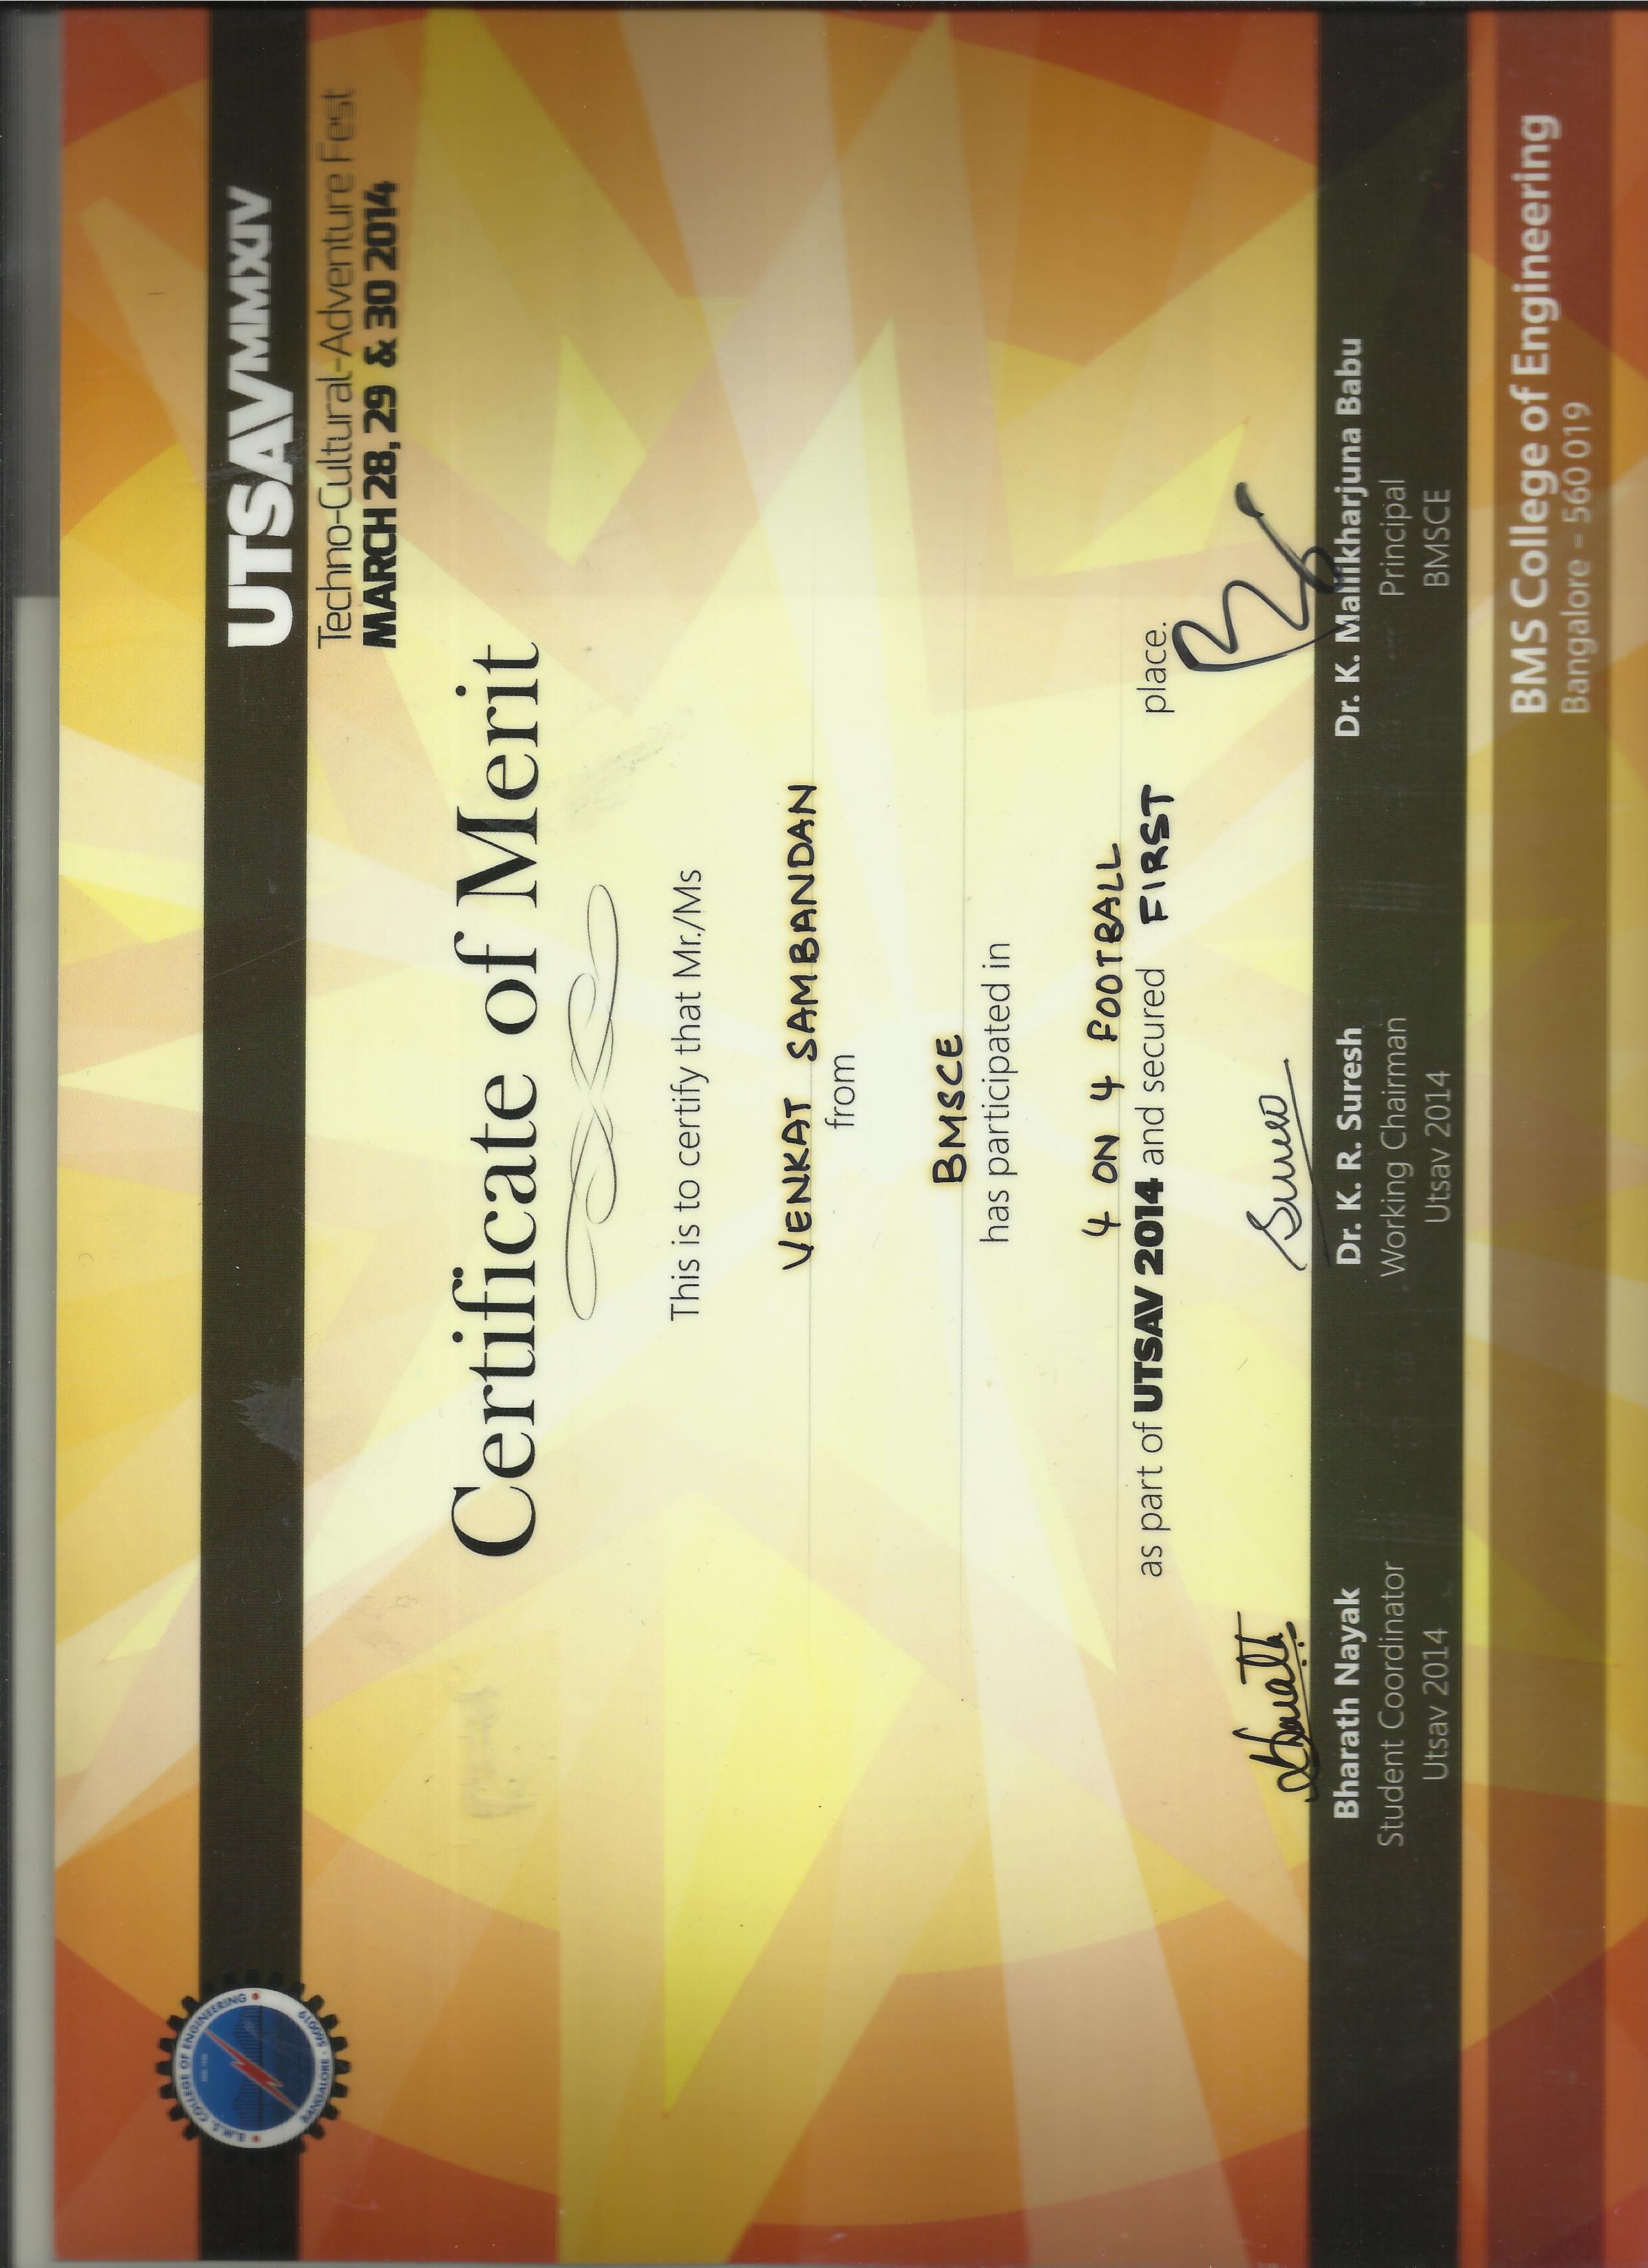 B.M.S. COLLEGE OF ENGINEERING
BANGALORE - 560019
UTSAV MMXIV
Techno-Cultural-Adventure Fest
MARCH 28, 29 & 30 2014
Certificate of Merit
This is to certify that Mr./Ms
VENKAT SAMBANDAN
from
BMSCE
has participated in
4 ON 4 FOOTBALL
as part of UTSAV 2014 and secured FIRST place.
Bharath Nayak
Student Coordinator
Utsav 2014
Dr. K. R. Suresh
Working Chairman
Utsav 2014
Dr. K. Mallikharjuna Babu
Principal
BMSCE
BMS College of Engineering
Bangalore - 560 019